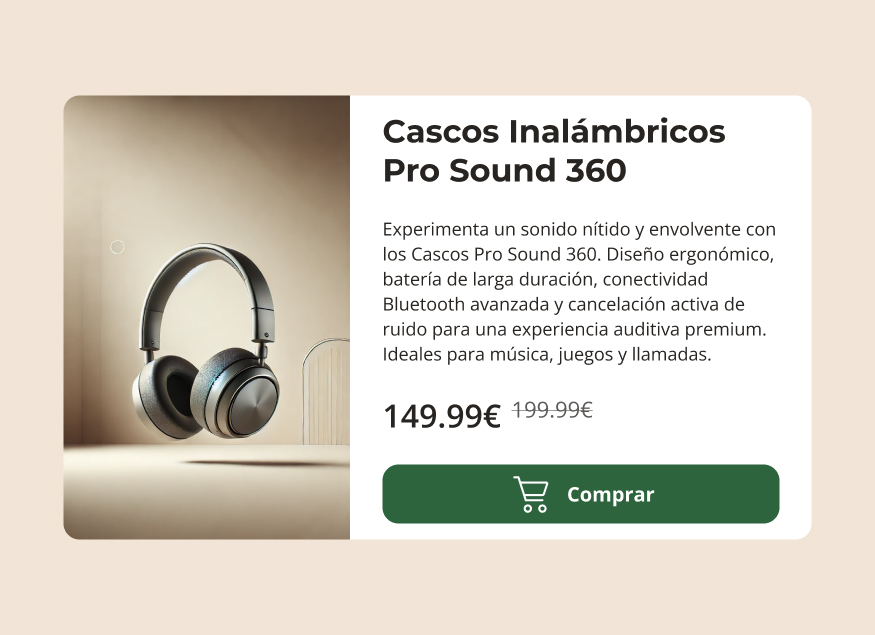 Cascos Inalámbricos
Pro Sound 360
Experimenta un sonido nítido y envolvente con
los Cascos Pro Sound 360. Diseño ergonómico,
batería de larga duración, conectividad
Bluetooth avanzada y cancelación activa de
ruido para una experiencia auditiva premium.
Ideales para música, juegos y llamadas.
149.99€ 199.99€
Comprar